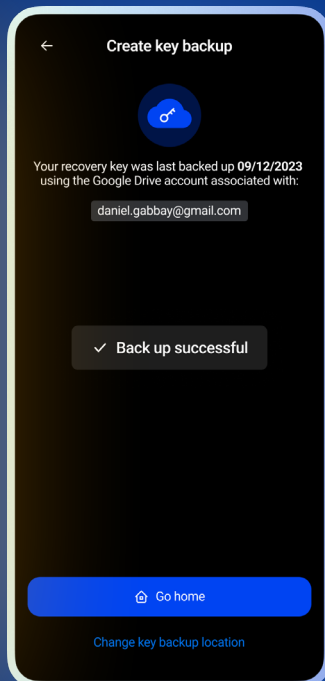 Create key backup
Your recovery key was last backed up 09/12/2023
using the Google Drive account associated with:
daniel.gabbay@gmail.com
Back up successful
Go home
Change key backup location